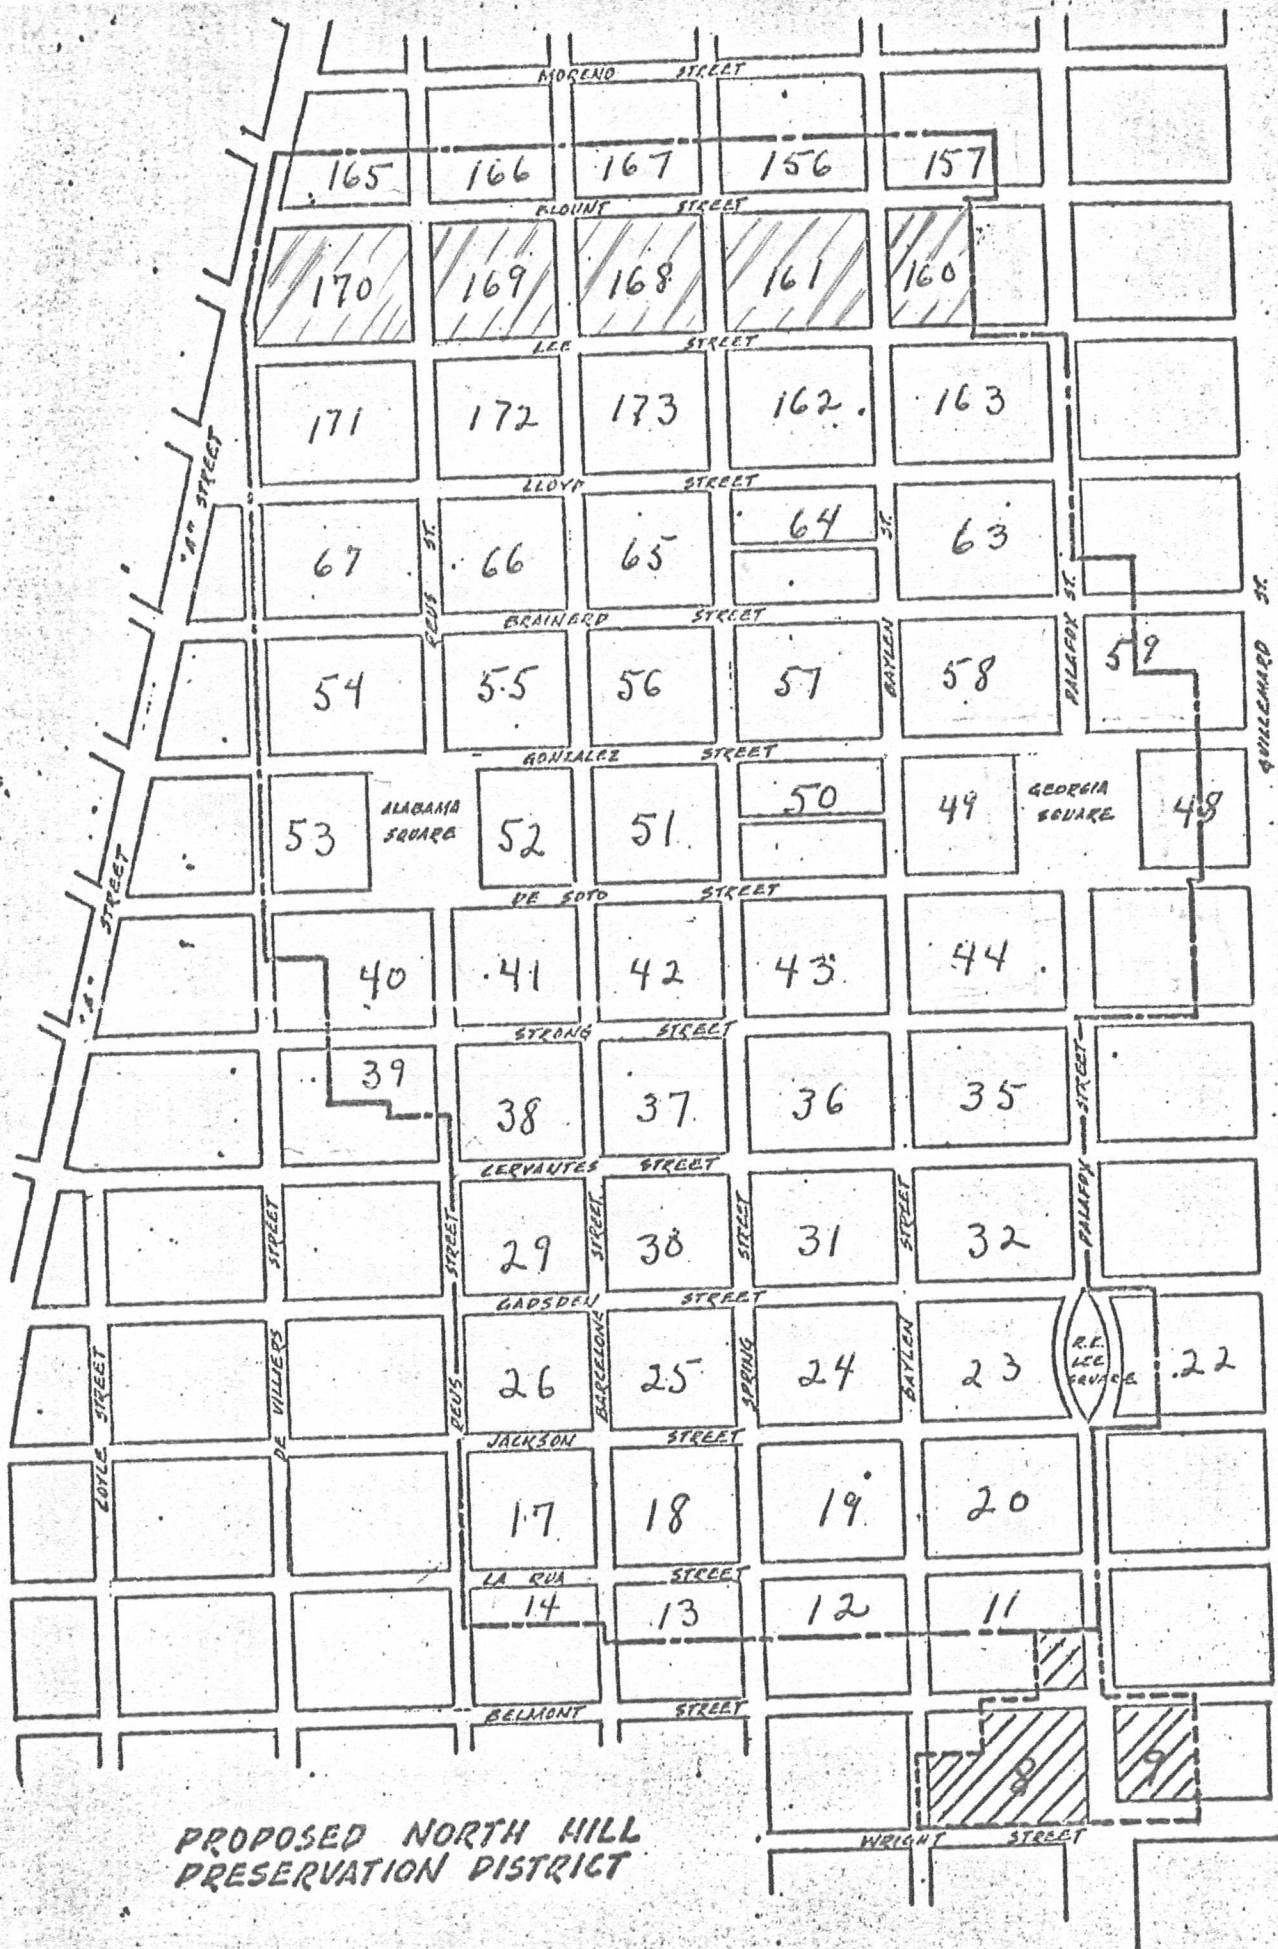 MORENO STREET
165 166 167 156 157
BLOUNT STREET
170 169 168 161 160
LEE STREET
171 172 173 162 163
LLOYD STREET
"A" STREET
67 66 65 64 63
REUS ST.
BAYLEN ST.
PALAFOX ST.
GUILLEMARD ST.
BRAINERD STREET
54 55 56 57 58 59
GONZALEZ STREET
53 ALABAMA SQUARE 52 51 50 49 GEORGIA SQUARE 48
DE SOTO STREET
"A" STREET
40 41 42 43 44
STRONG STREET
39 38 37 36 35
PALAFOX STREET
CERVANTES STREET
29 30 31 32
GADSDEN STREET
LOYLE STREET
DE VILLIERS STREET
REUS STREET
BARCELONE STREET
SPRING STREET
BAYLEN STREET
26 25 24 23 R.E. LEE SQUARE 22
JACKSON STREET
17 18 19 20
LA RUA STREET
14 13 12 11
BELMONT STREET
8 9
WRIGHT STREET
PROPOSED NORTH HILL
PRESERVATION DISTRICT